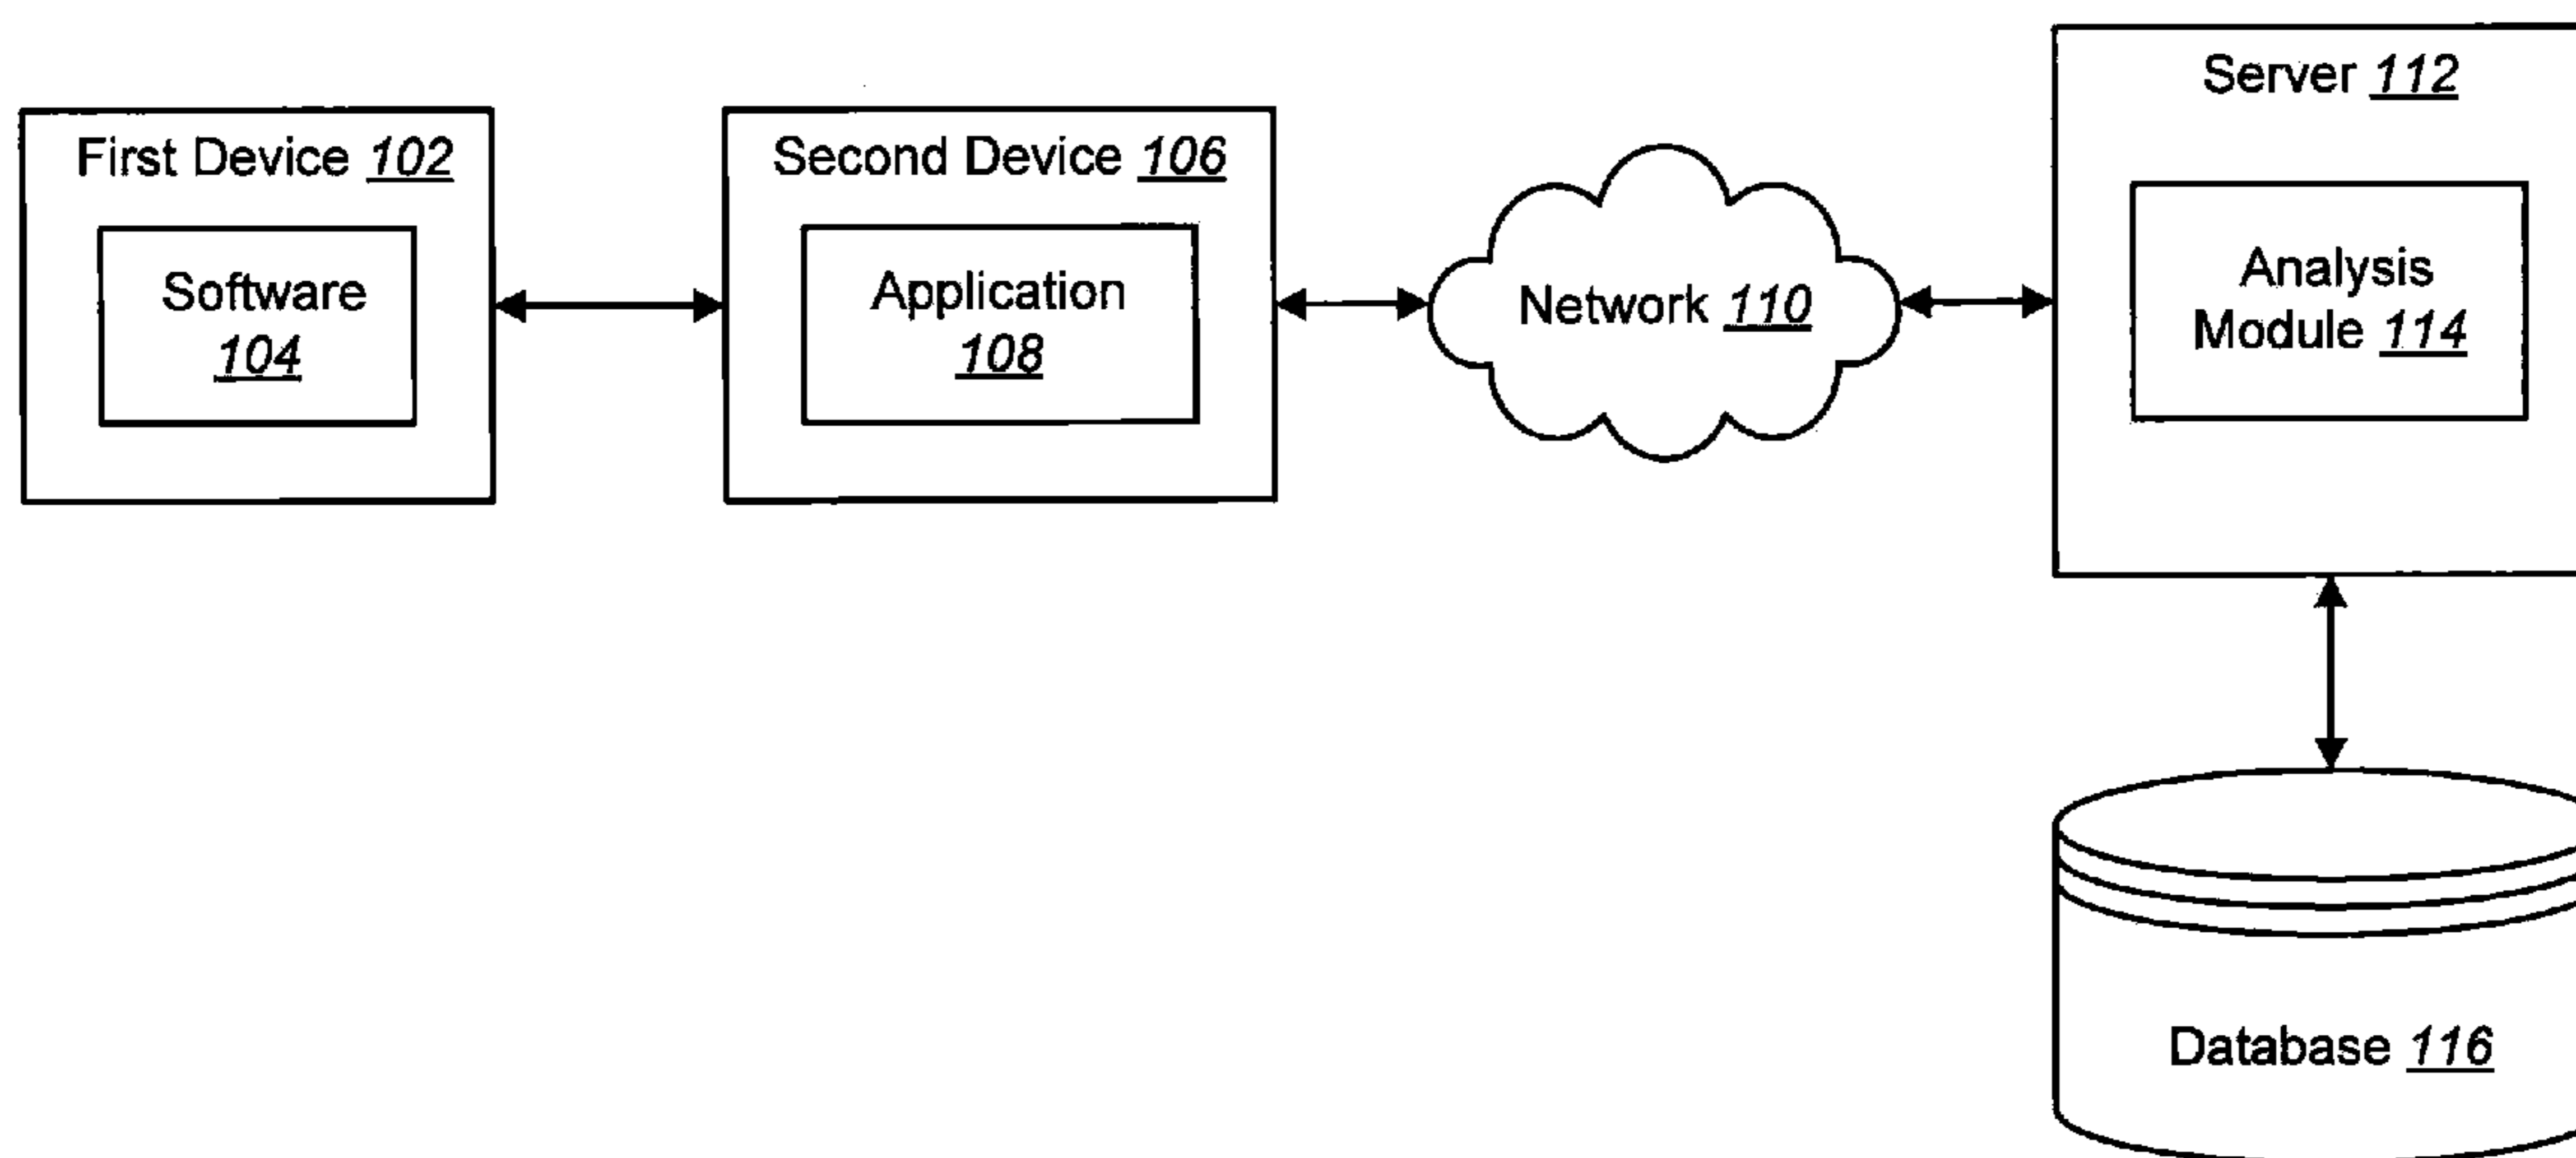 First Device 102
Software
104
Second Device 106
Application
108
Network 110
Server 112
Analysis
Module 114
Database 116